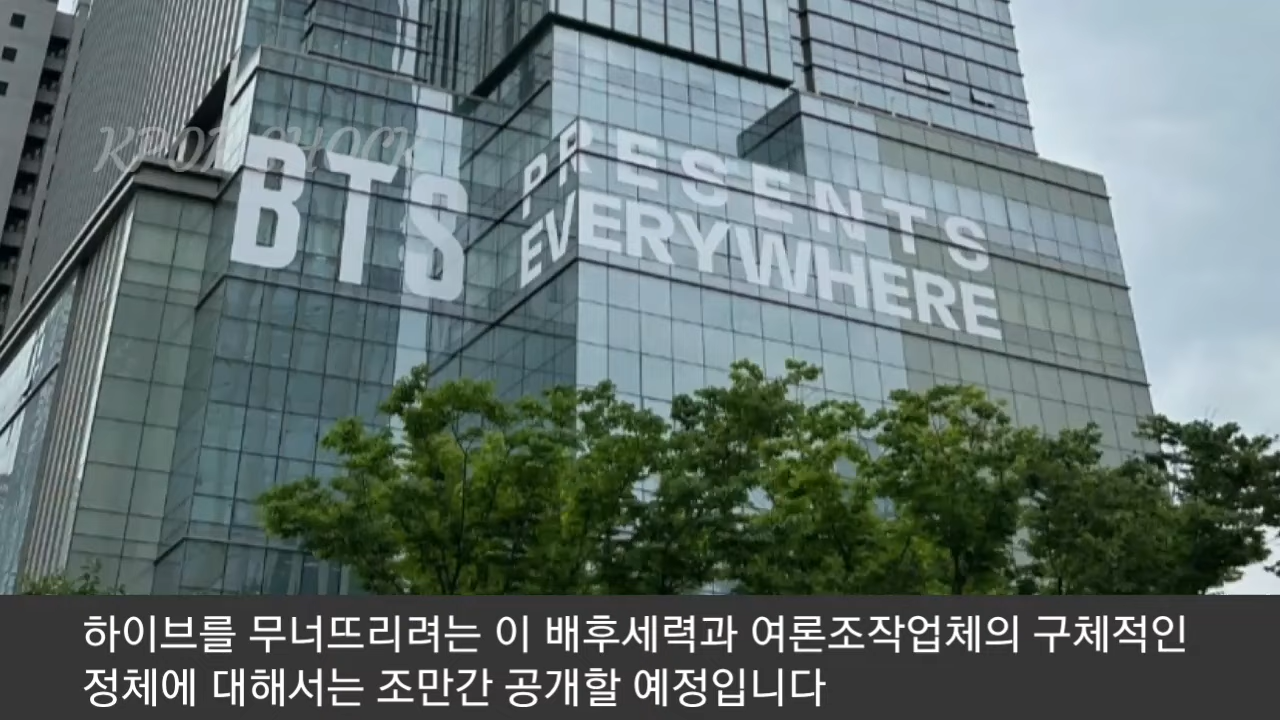 KPOP SHOCK
BTS PRESENTS
EVERYWHERE
하이브를 무너뜨리려는 이 배후세력과 여론조작업체의 구체적인
정체에 대해서는 조만간 공개할 예정입니다